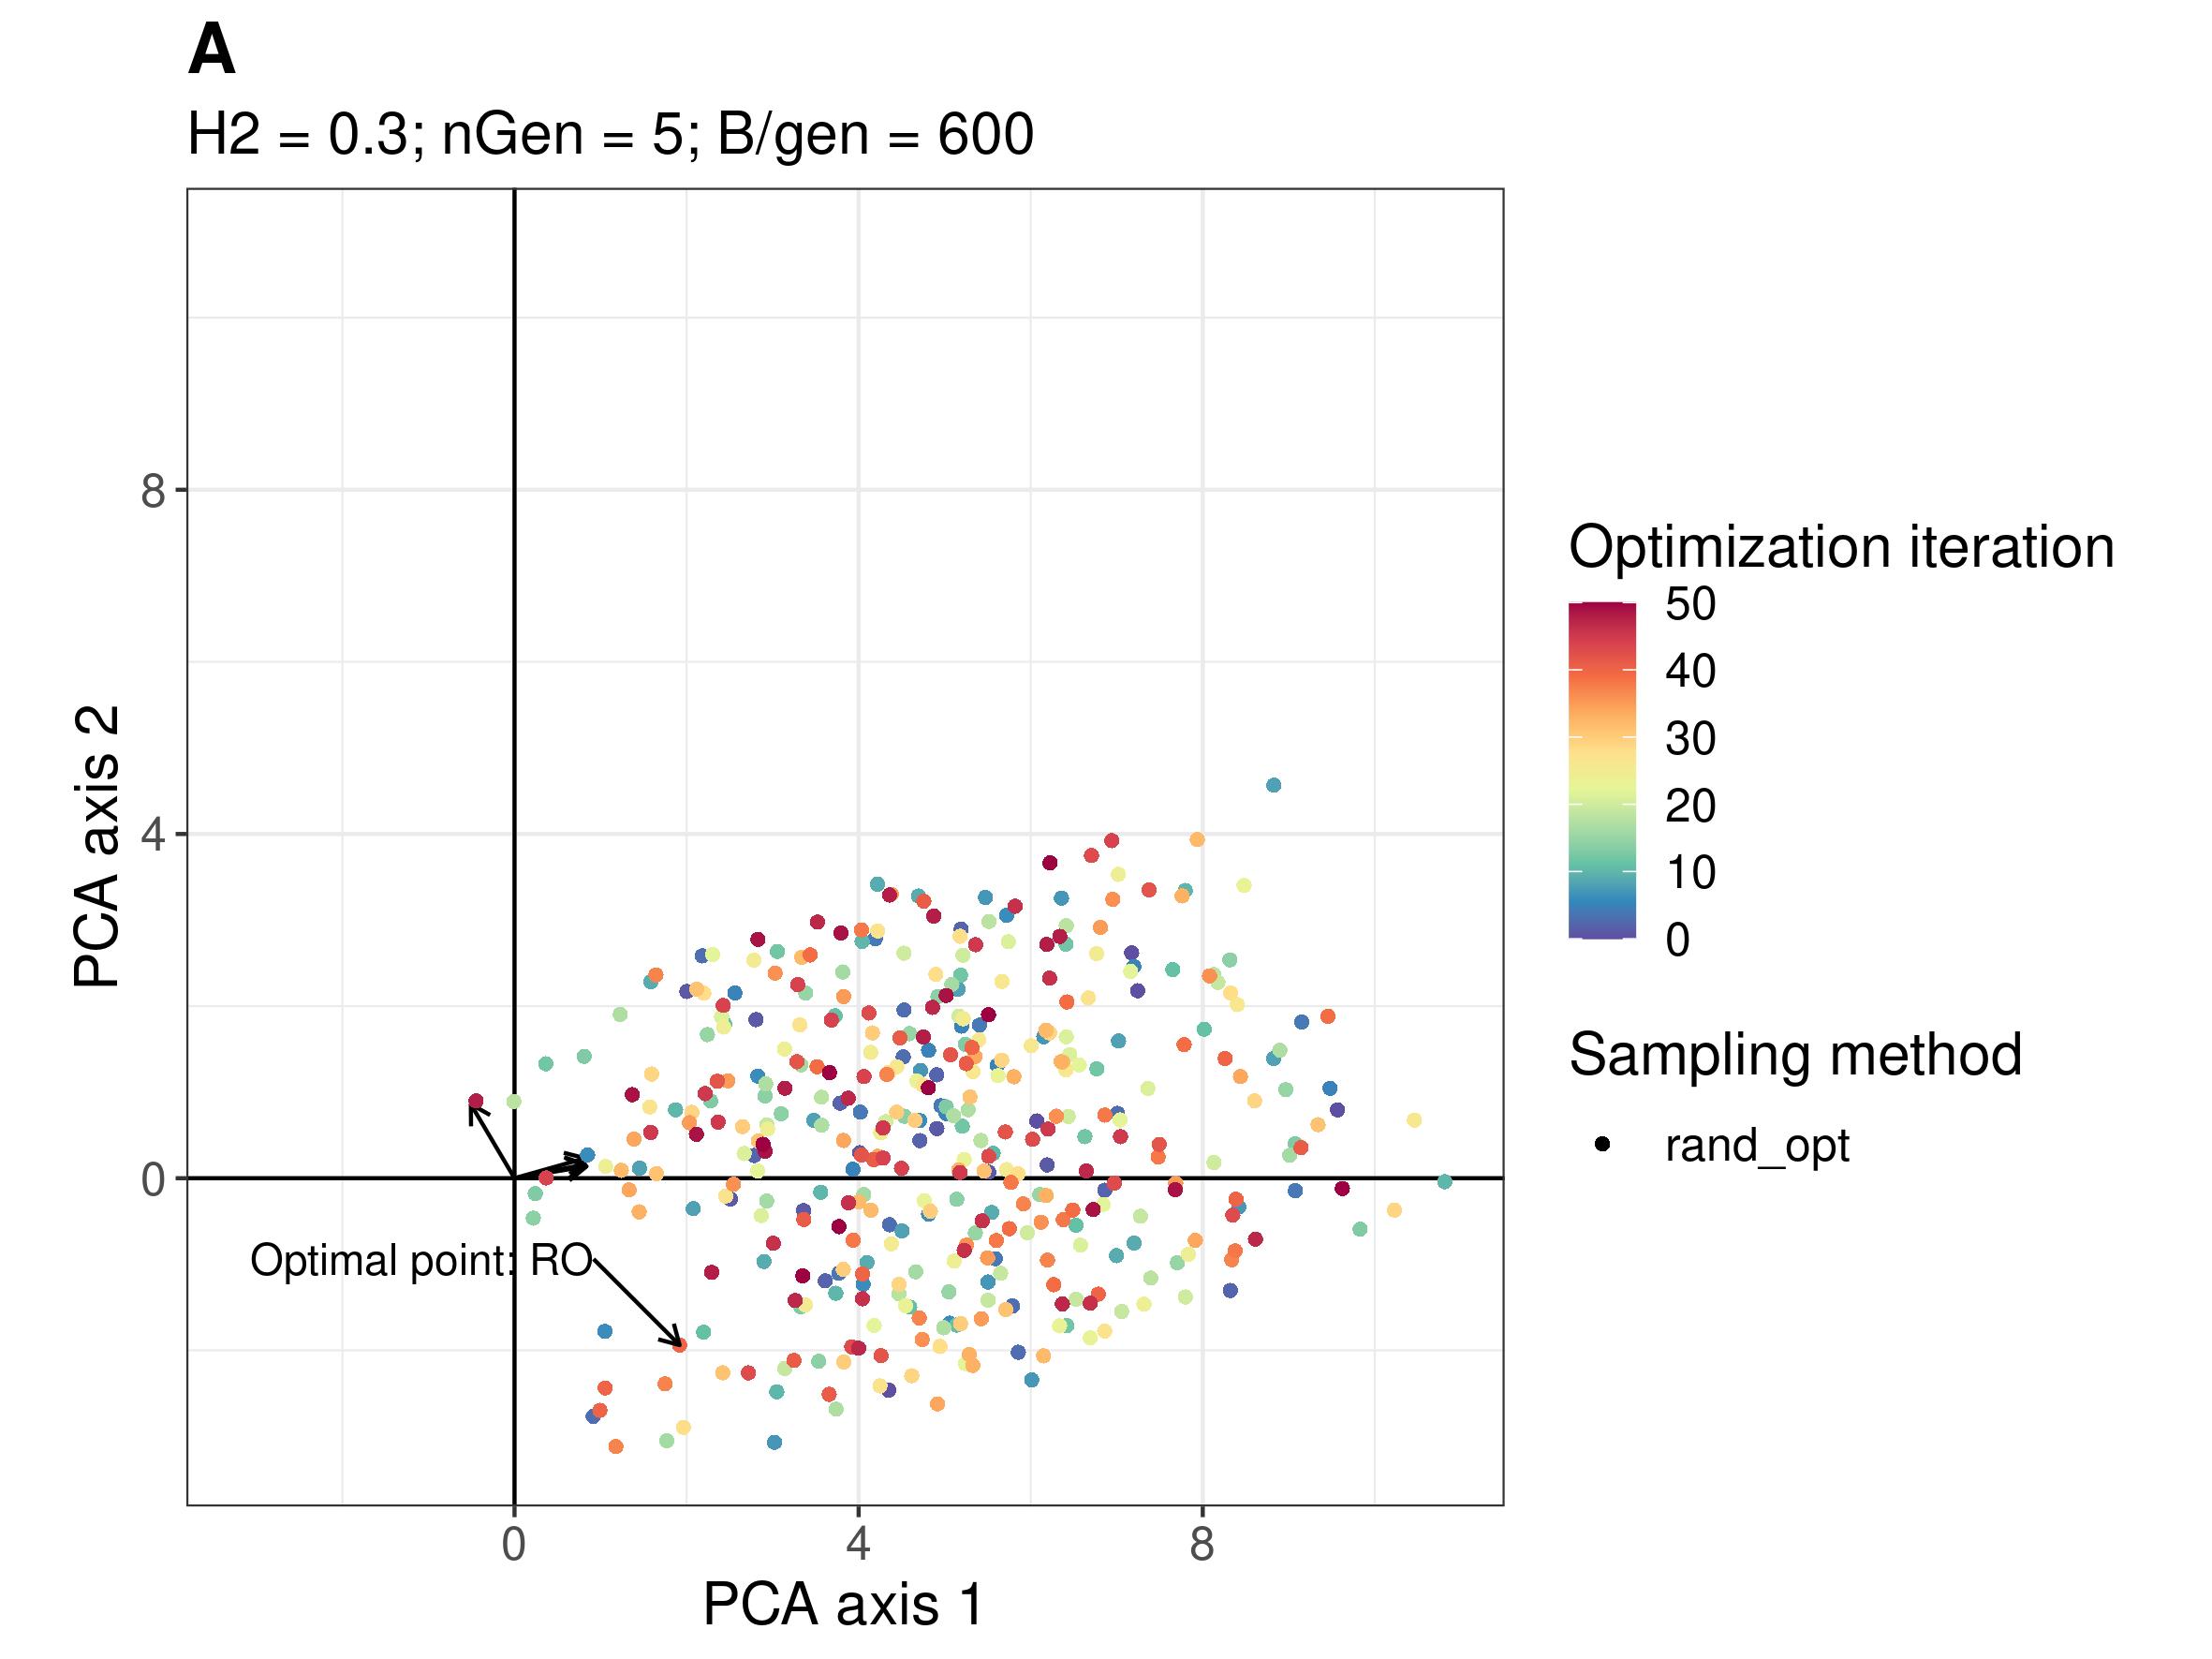 A
H2 = 0.3; nGen = 5; B/gen = 600
PCA axis 2
8
4
0
Optimal point: RO
0
4
8
PCA axis 1
Optimization iteration
50
40
30
20
10
0
Sampling method
rand_opt